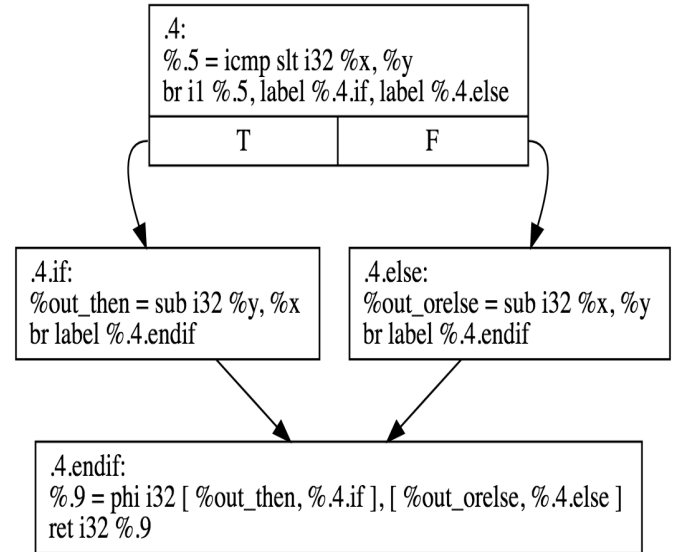 .4:
%.5 = icmp slt i32 %x, %y
br i1 %.5, label %.4.if, label %.4.else
T F
.4.if:
%out_then = sub i32 %y, %x
br label %.4.endif
.4.else:
%out_orelse = sub i32 %x, %y
br label %.4.endif
.4.endif:
%.9 = phi i32 [ %out_then, %.4.if ], [ %out_orelse, %.4.else ]
ret i32 %.9